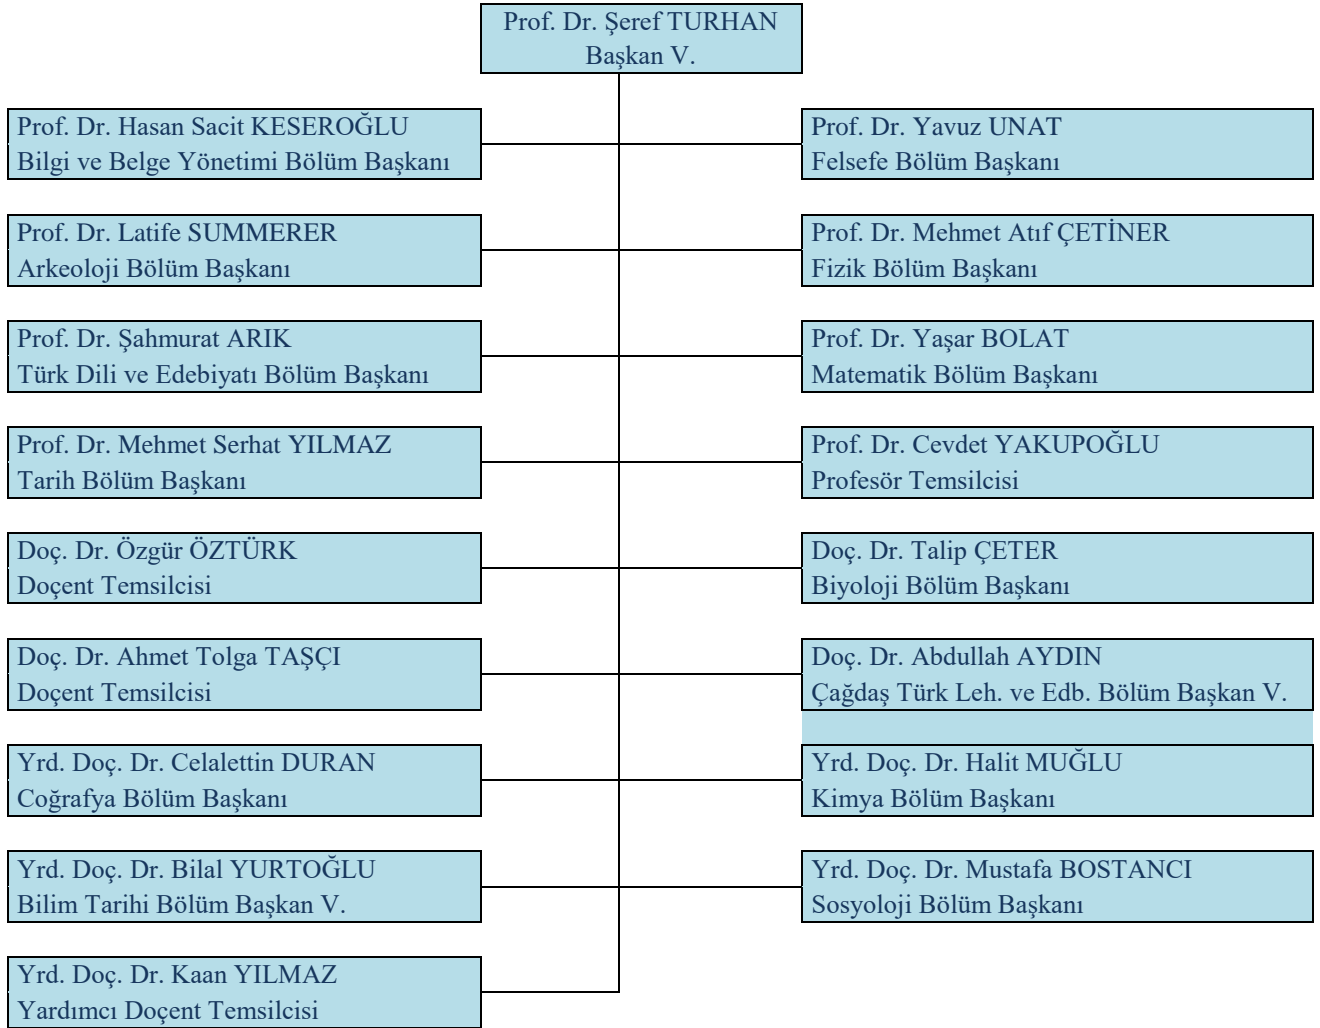 Prof. Dr. Şeref TURHAN
Başkan V.
Prof. Dr. Hasan Sacit KESEROĞLU
Bilgi ve Belge Yönetimi Bölüm Başkanı
Prof. Dr. Yavuz UNAT
Felsefe Bölüm Başkanı
Prof. Dr. Latife SUMMERER
Arkeoloji Bölüm Başkanı
Prof. Dr. Mehmet Atıf ÇETİNER
Fizik Bölüm Başkanı
Prof. Dr. Şahmurat ARIK
Türk Dili ve Edebiyatı Bölüm Başkanı
Prof. Dr. Yaşar BOLAT
Matematik Bölüm Başkanı
Prof. Dr. Mehmet Serhat YILMAZ
Tarih Bölüm Başkanı
Prof. Dr. Cevdet YAKUPOĞLU
Profesör Temsilcisi
Doç. Dr. Özgür ÖZTÜRK
Doçent Temsilcisi
Doç. Dr. Talip ÇETER
Biyoloji Bölüm Başkanı
Doç. Dr. Ahmet Tolga TAŞÇI
Doçent Temsilcisi
Doç. Dr. Abdullah AYDIN
Çağdaş Türk Leh. ve Edb. Bölüm Başkan V.
Yrd. Doç. Dr. Celalettin DURAN
Coğrafya Bölüm Başkanı
Yrd. Doç. Dr. Halit MUĞLU
Kimya Bölüm Başkanı
Yrd. Doç. Dr. Bilal YURTOĞLU
Bilim Tarihi Bölüm Başkan V.
Yrd. Doç. Dr. Mustafa BOSTANCI
Sosyoloji Bölüm Başkanı
Yrd. Doç. Dr. Kaan YILMAZ
Yardımcı Doçent Temsilcisi